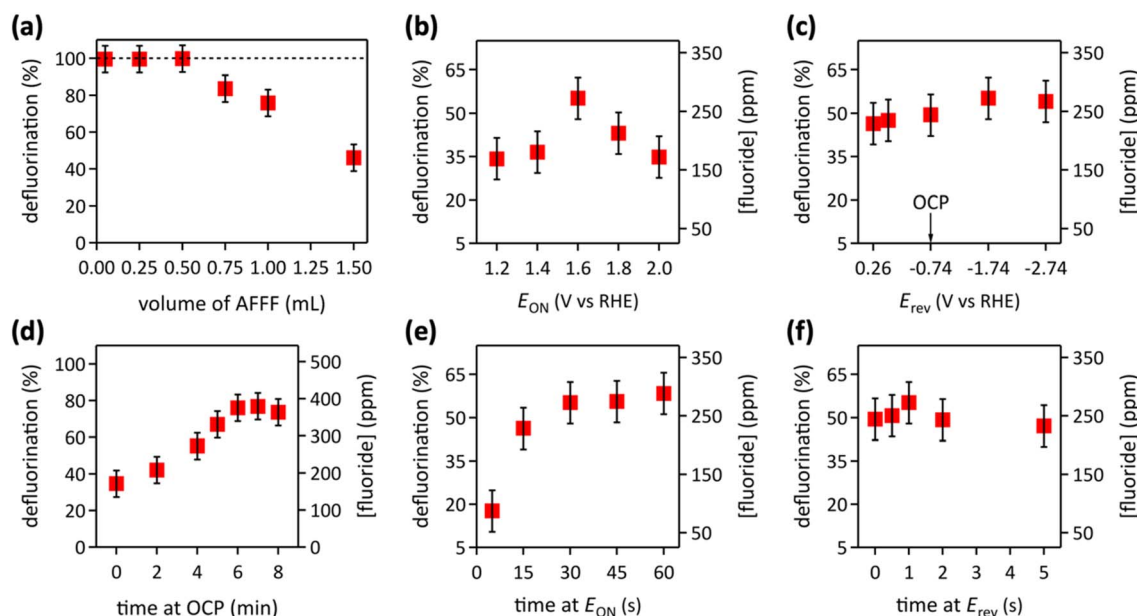 (a)
defluorination (%)
100
80
60
40
20
0
0.00 0.25 0.50 0.75 1.00 1.50
volume of AFFF (mL)
(b)
defluorination (%)
65
50
35
20
5
1.2 1.4 1.6 1.8 2.0
E_ON (V vs RHE)
350
250
150
50
[fluoride] (ppm)
(c)
defluorination (%)
65
50
35
20
5
OCP
0.26 -0.74 -1.74 -2.74
E_rev (V vs RHE)
350
250
150
50
[fluoride] (ppm)
(d)
defluorination (%)
100
80
60
40
20
0
0 2 4 6 8
time at OCP (min)
500
400
300
200
100
0
[fluoride] (ppm)
(e)
defluorination (%)
65
50
35
20
5
0 15 30 45 60
time at E_ON (s)
350
250
150
50
[fluoride] (ppm)
(f)
defluorination (%)
65
50
35
20
5
0 1 2 3 4 5
time at E_rev (s)
350
250
150
50
[fluoride] (ppm)